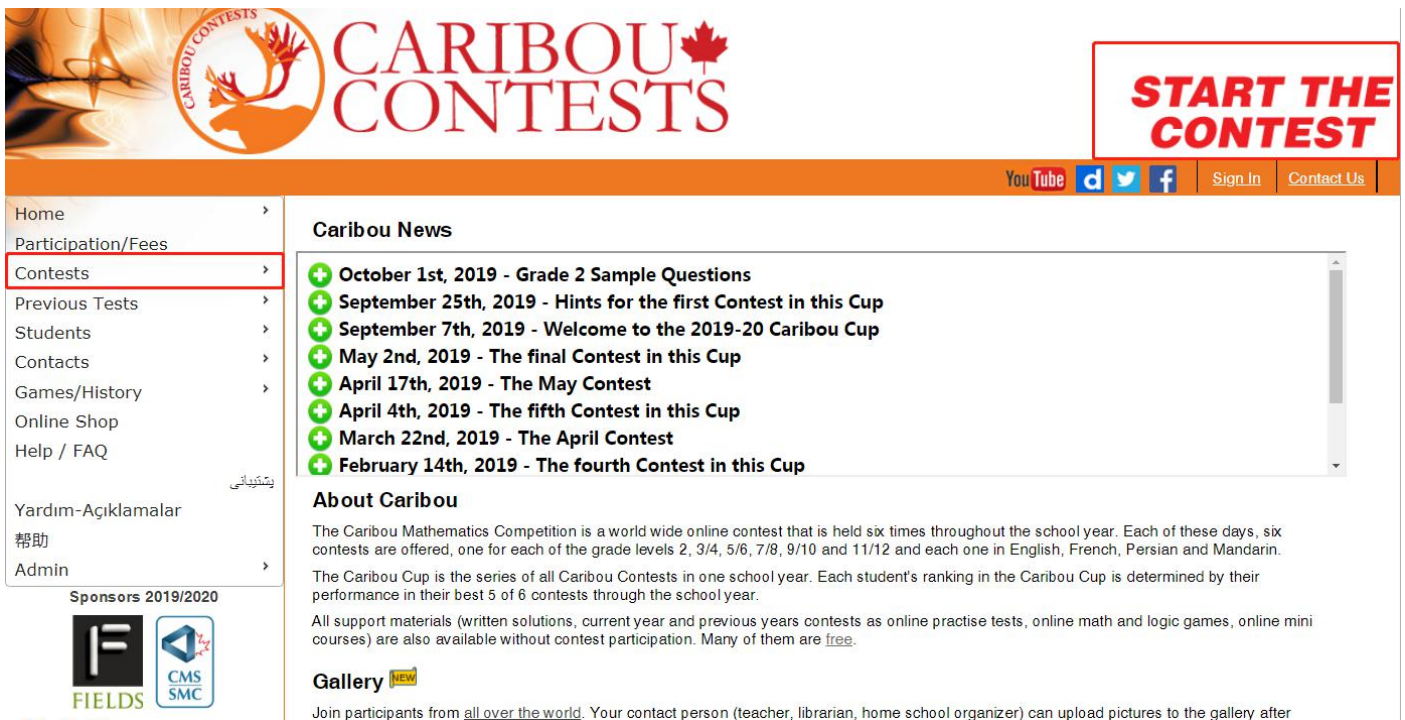 CARIBOU CONTESTS
CARIBOU
CONTESTS
START THE
CONTEST
YouTube
Sign In
Contact Us
Home
Participation/Fees
Contests
Previous Tests
Students
Contacts
Games/History
Online Shop
Help / FAQ
پشتیبانی
Yardım-Açıklamalar
帮助
Admin
Sponsors 2019/2020
FIELDS
CMS
SMC
Caribou News
October 1st, 2019 - Grade 2 Sample Questions
September 25th, 2019 - Hints for the first Contest in this Cup
September 7th, 2019 - Welcome to the 2019-20 Caribou Cup
May 2nd, 2019 - The final Contest in this Cup
April 17th, 2019 - The May Contest
April 4th, 2019 - The fifth Contest in this Cup
March 22nd, 2019 - The April Contest
February 14th, 2019 - The fourth Contest in this Cup
About Caribou
The Caribou Mathematics Competition is a world wide online contest that is held six times throughout the school year. Each of these days, six
contests are offered, one for each of the grade levels 2, 3/4, 5/6, 7/8, 9/10 and 11/12 and each one in English, French, Persian and Mandarin.
The Caribou Cup is the series of all Caribou Contests in one school year. Each student's ranking in the Caribou Cup is determined by their
performance in their best 5 of 6 contests through the school year.
All support materials (written solutions, current year and previous years contests as online practise tests, online math and logic games, online mini
courses) are also available without contest participation. Many of them are free.
Gallery NEW
Join participants from all over the world. Your contact person (teacher, librarian, home school organizer) can upload pictures to the gallery after